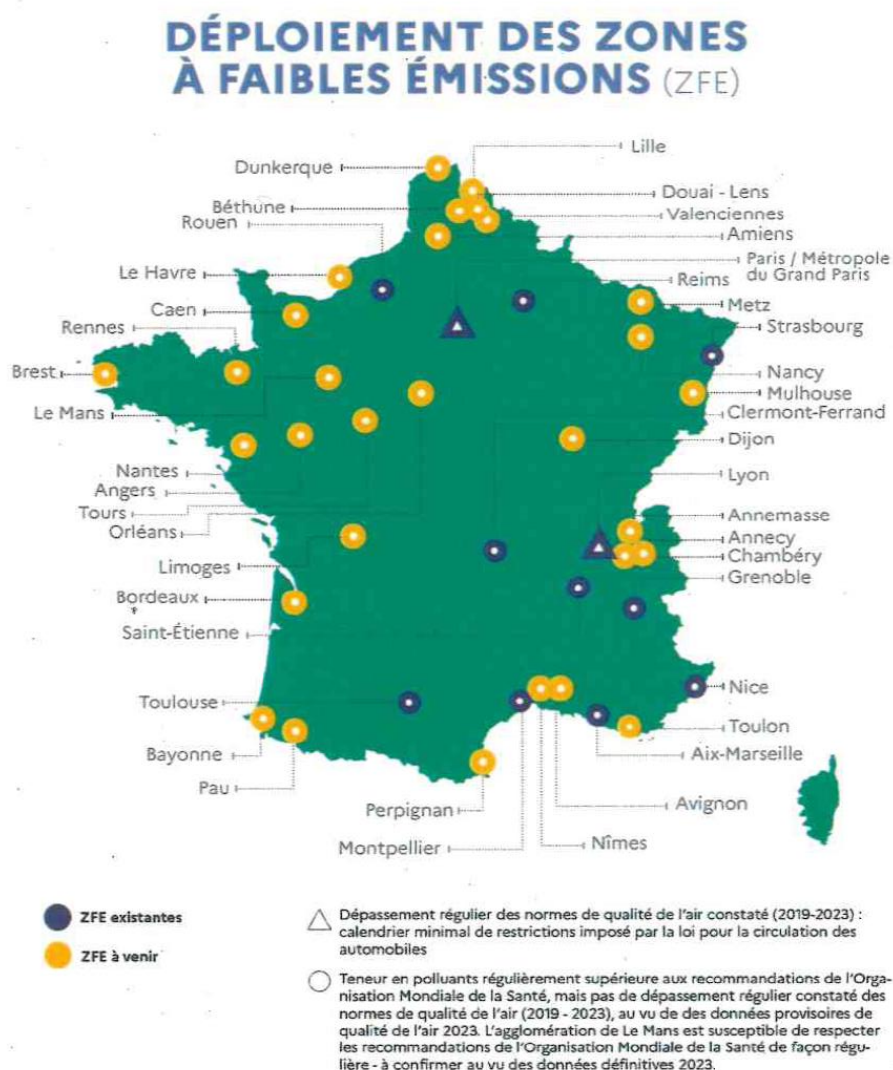 DÉPLOIEMENT DES ZONES
À FAIBLES ÉMISSIONS (ZFE)
Lille
Dunkerque
Douai - Lens
Béthune
Valenciennes
Rouen
Amiens
Paris / Métropole
du Grand Paris
Reims
Le Havre
Metz
Caen
Strasbourg
Rennes
Brest
Nancy
Mulhouse
Le Mans
Clermont-Ferrand
Dijon
Nantes
Lyon
Angers
Tours
Annemasse
Orléans
Annecy
Limoges
Chambéry
Grenoble
Bordeaux
Saint-Étienne
Nice
Toulouse
Toulon
Bayonne
Aix-Marseille
Pau
Avignon
Perpignan
Nîmes
Montpellier
ZFE existantes
ZFE à venir
Dépassement régulier des normes de qualité de l'air constaté (2019-2023) :
calendrier minimal de restrictions imposé par la loi pour la circulation des
automobiles
Teneur en polluants régulièrement supérieure aux recommandations de l'Orga-
nisation Mondiale de la Santé, mais pas de dépassement régulier constaté des
normes de qualité de l'air (2019 - 2023), au vu de des données provisoires de
qualité de l'air 2023. L'agglomération de Le Mans est susceptible de respecter
les recommandations de l'Organisation Mondiale de la Santé de façon régu-
lière - à confirmer au vu des données définitives 2023.